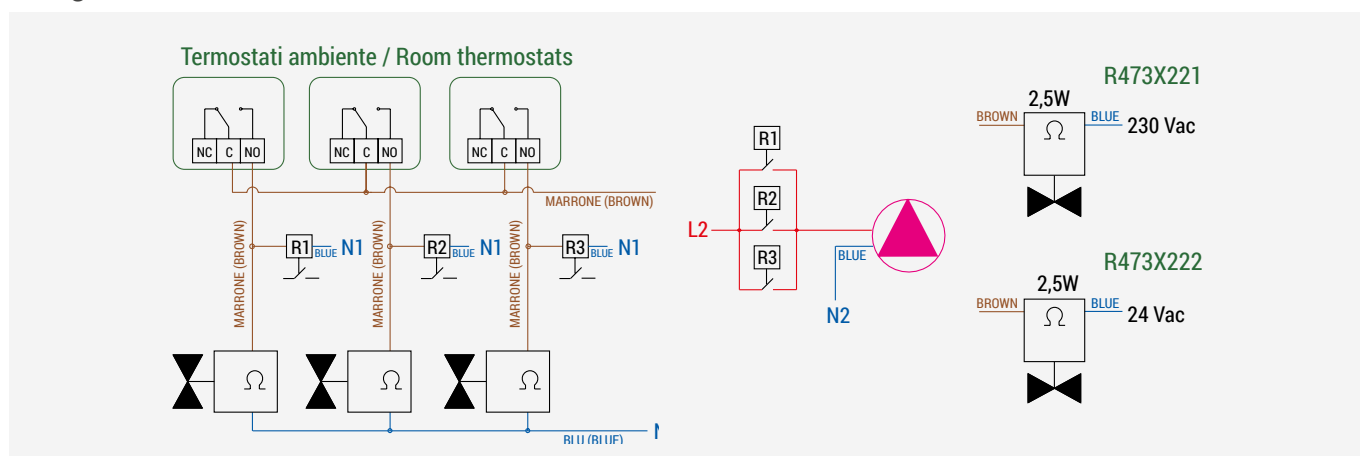 Termostati ambiente / Room thermostats
NC C NO
NC C NO
NC C NO
MARRONE (BROWN)
MARRONE (BROWN)
R1 BLUE N1
MARRONE (BROWN)
R2 BLUE N1
MARRONE (BROWN)
R3 BLUE N1
Ω
Ω
Ω
BLU (BLUE)
R1
R2
R3
L2
BLUE
N2
R473X221
2,5W
BROWN
Ω
BLUE
230 Vac
R473X222
2,5W
BROWN
Ω
BLUE
24 Vac